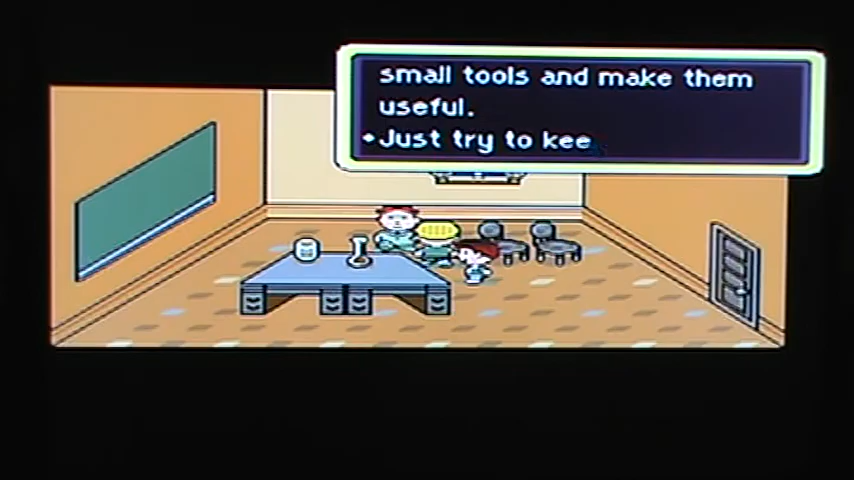 small tools and make them
useful.
•Just try to kee